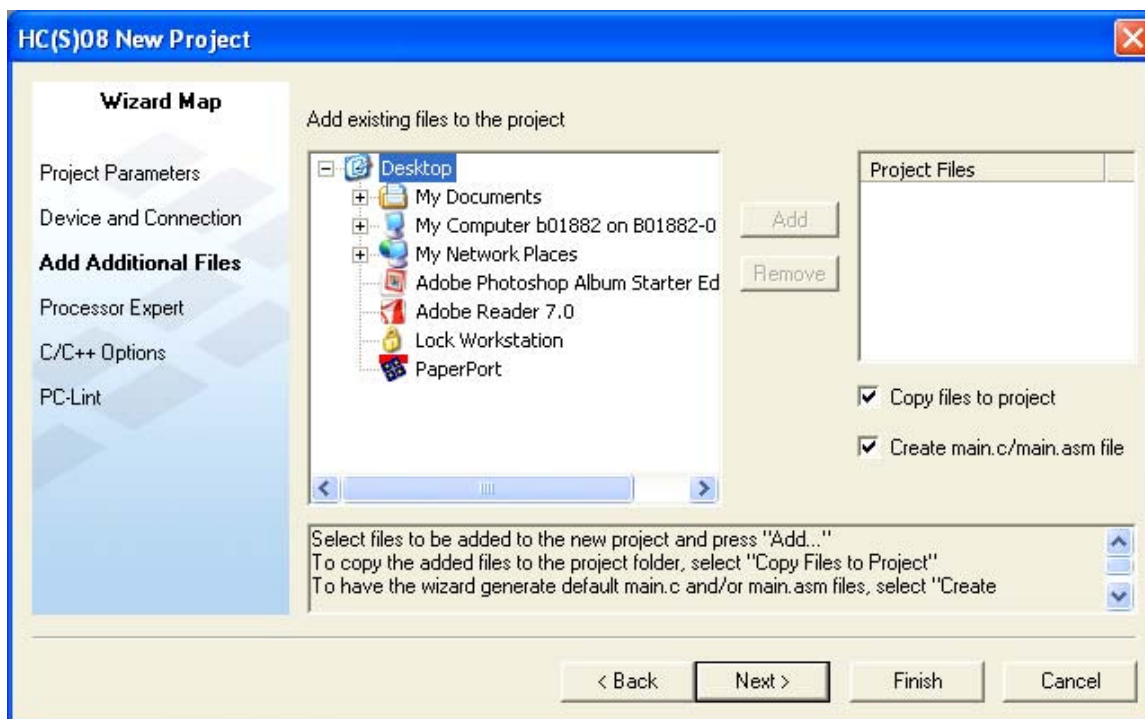 HC(S)08 New Project
Wizard Map
Project Parameters
Device and Connection
Add Additional Files
Processor Expert
C/C++ Options
PC-Lint
Add existing files to the project
Desktop
My Documents
My Computer b01882 on B01882-0
My Network Places
Adobe Photoshop Album Starter Ed
Adobe Reader 7.0
Lock Workstation
PaperPort
Add
Remove
Project Files
Copy files to project
Create main.c/main.asm file
Select files to be added to the new project and press "Add..."
To copy the added files to the project folder, select "Copy Files to Project"
To have the wizard generate default main.c and/or main.asm files, select "Create
< Back
Next >
Finish
Cancel